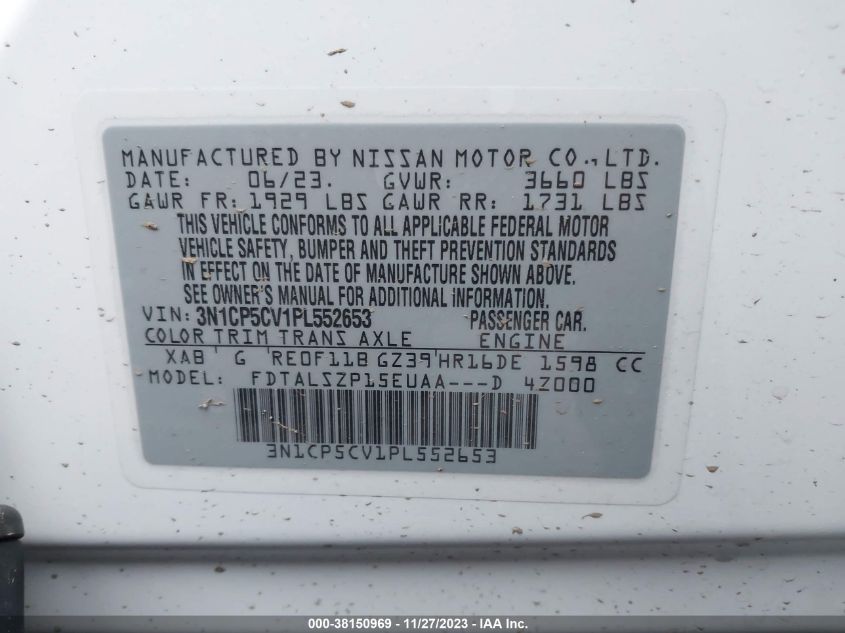 MANUFACTURED BY NISSAN MOTOR CO., LTD.
DATE: 06/23. GVWR: 3660 LBS
GAWR FR: 1929 LBS GAWR RR: 1731 LBS
THIS VEHICLE CONFORMS TO ALL APPLICABLE FEDERAL MOTOR
VEHICLE SAFETY, BUMPER AND THEFT PREVENTION STANDARDS
IN EFFECT ON THE DATE OF MANUFACTURE SHOWN ABOVE.
SEE OWNER'S MANUAL FOR ADDITIONAL INFORMATION.
VIN: 3N1CP5CV1PL552653 PASSENGER CAR.
COLOR TRIM TRANS AXLE ENGINE
XAB G RE0F11B GZ39 HR16DE 1598 CC
MODEL: FDTALSZP15EUAA---D 4Z000
3N1CP5CV1PL552653
000-38150969 - 11/27/2023 - IAA Inc.